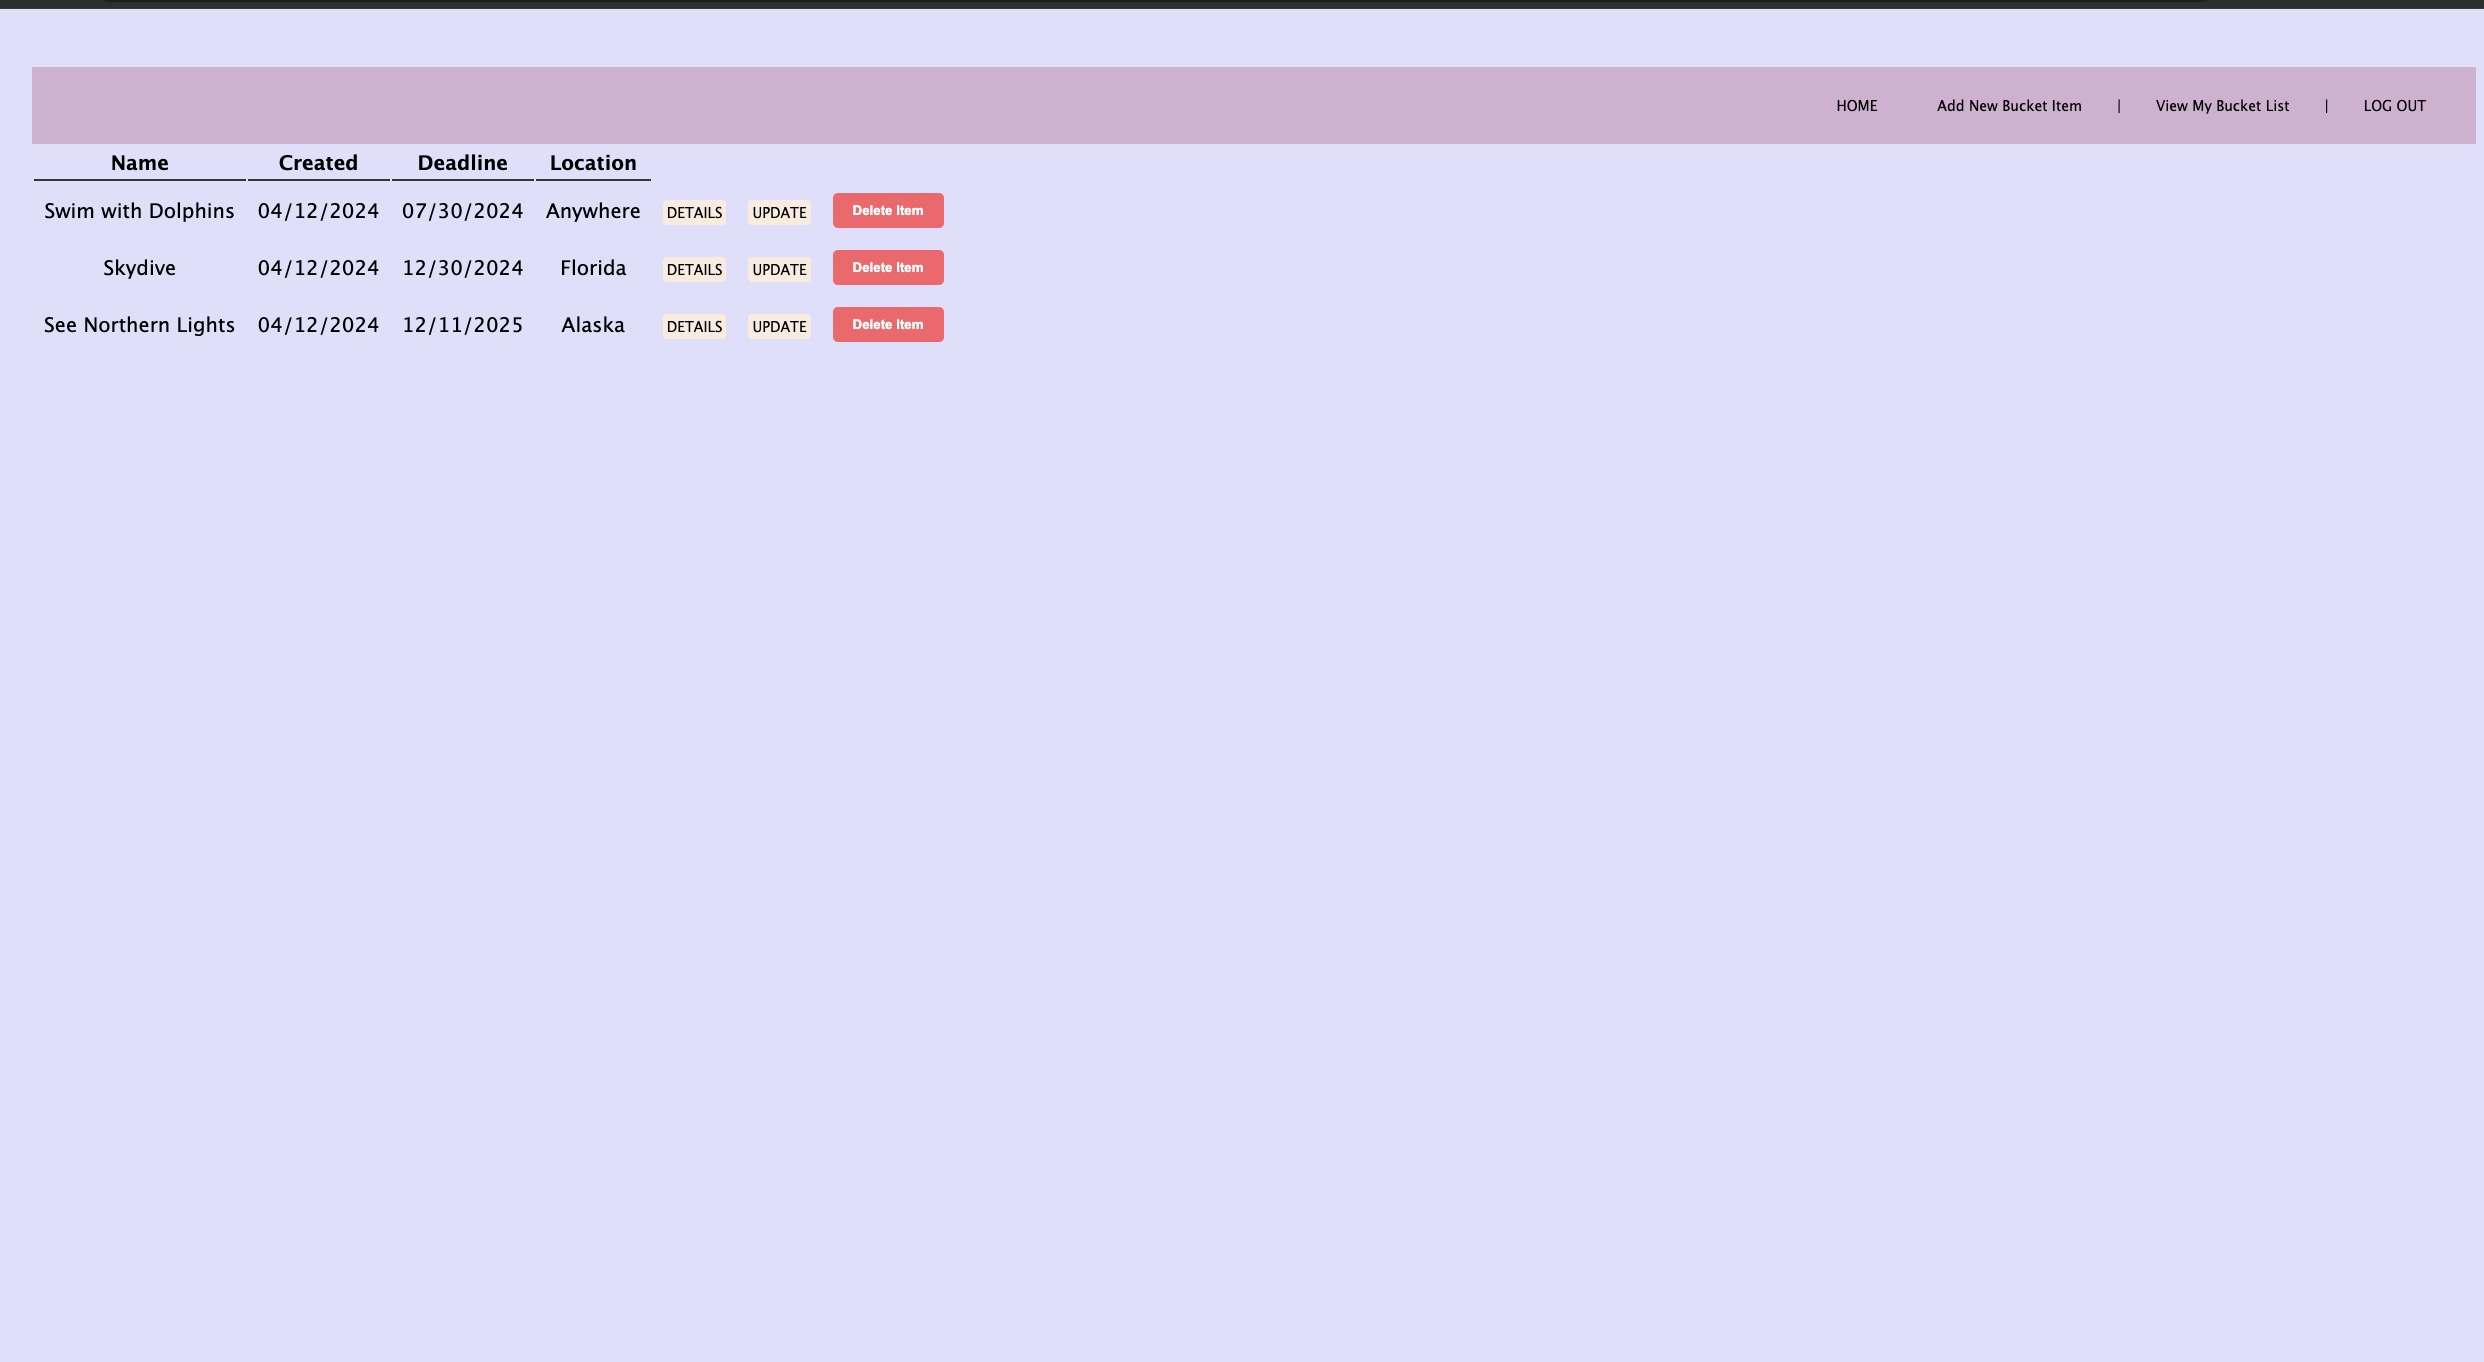 HOME Add New Bucket Item | View My Bucket List | LOG OUT
Name Created Deadline Location
Swim with Dolphins 04/12/2024 07/30/2024 Anywhere DETAILS UPDATE Delete Item
Skydive 04/12/2024 12/30/2024 Florida DETAILS UPDATE Delete Item
See Northern Lights 04/12/2024 12/11/2025 Alaska DETAILS UPDATE Delete Item